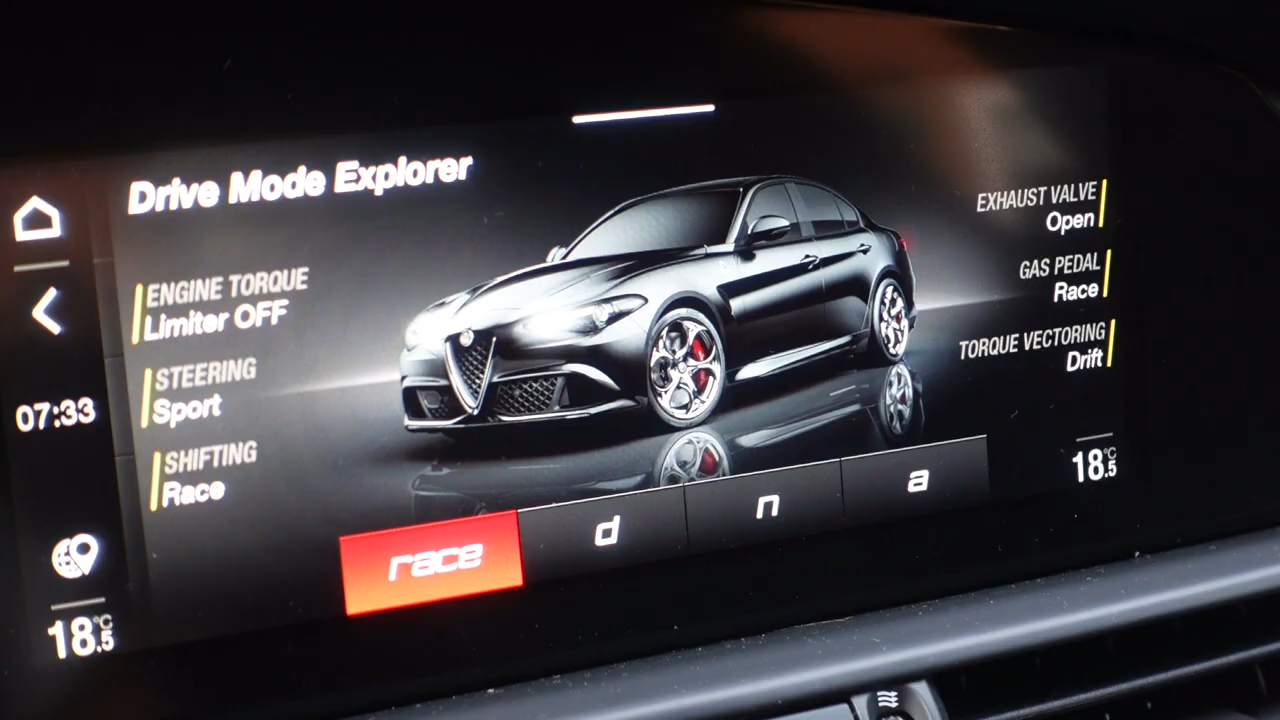 Drive Mode Explorer
ENGINE TORQUE
Limiter OFF
STEERING
Sport
SHIFTING
Race
EXHAUST VALVE
Open
GAS PEDAL
Race
TORQUE VECTORING
Drift
07:33
18.5°C
18.5°C
race
d
n
a